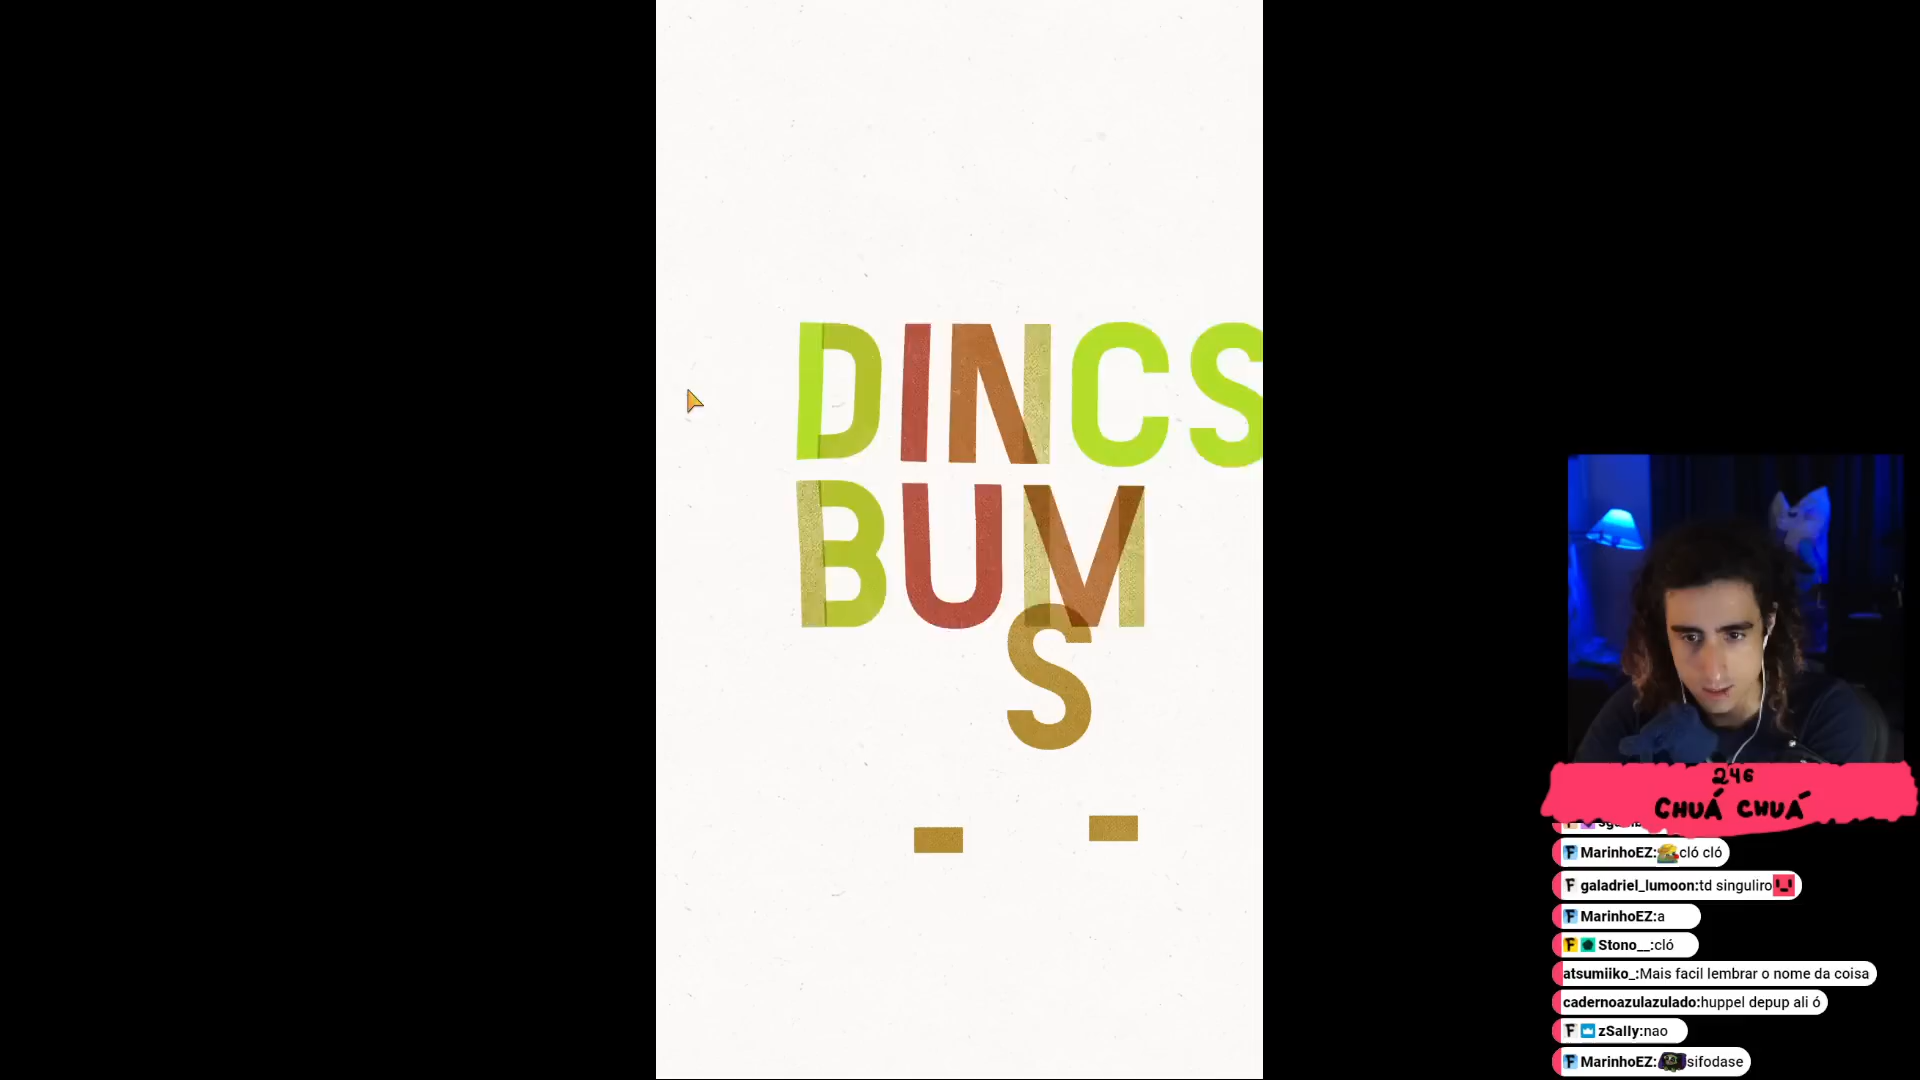 DINCS
BUM
S
246
CHUÁ CHUÁ
MarinhoEZ: cló cló
galadriel_lumoon: td singuliro
MarinhoEZ: a
Stono__: cló
atsumiiko_: Mais facil lembrar o nome da coisa
cadernoazulazulado: huppel depup ali ó
zSally: nao
MarinhoEZ: sifodase